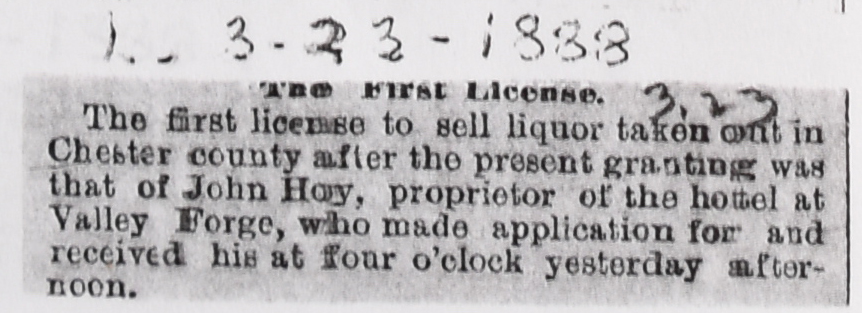 L.- 3-23-1888
The First License. 3.23
The first license to sell liquor taken out in
Chester county after the present granting was
that of John Hoy, proprietor of the hotel at
Valley Forge, who made application for and
received his at four o'clock yesterday after-
noon.